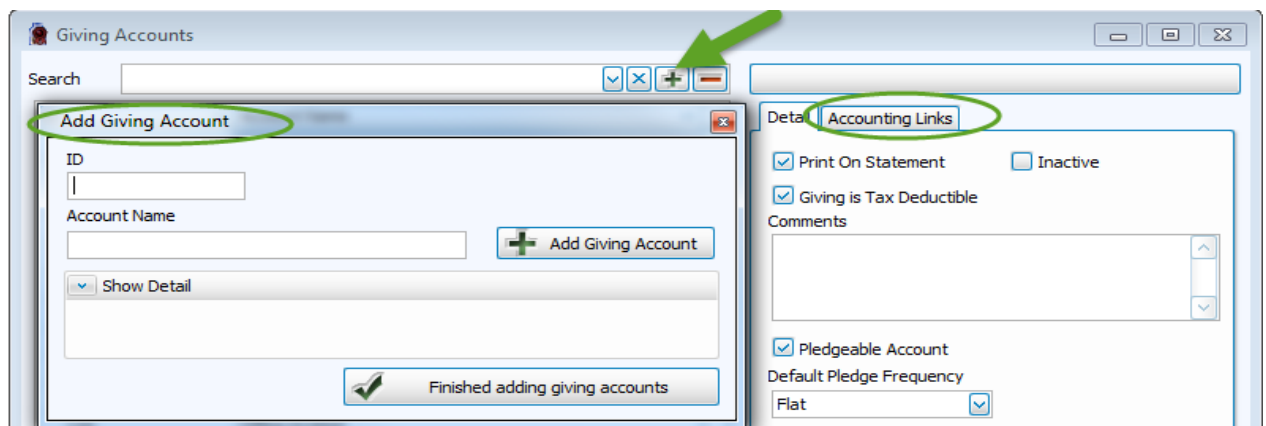 Giving Accounts
Search
Add Giving Account
ID
Account Name
Add Giving Account
Show Detail
Finished adding giving accounts
Detail Accounting Links
Print On Statement Inactive
Giving is Tax Deductible
Comments
Pledgeable Account
Default Pledge Frequency
Flat